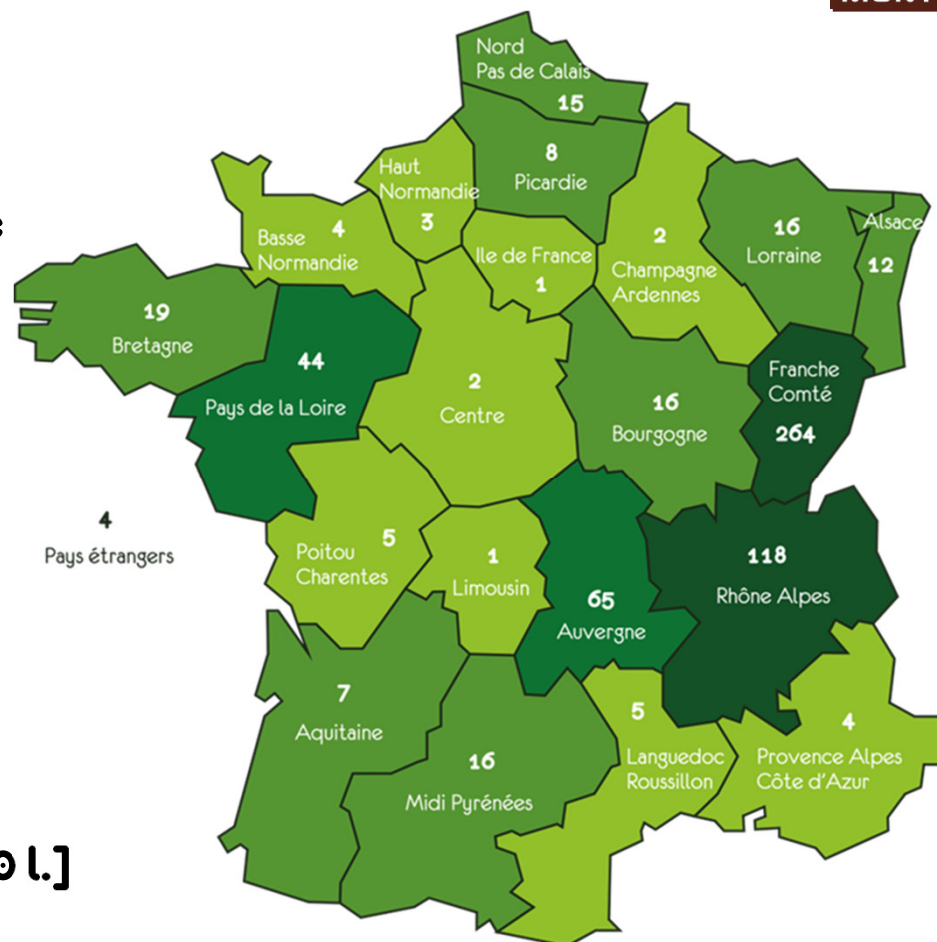 Nord
Pas de Calais
15
8
Picardie
Haut
Normandie
3
4
Basse
Normandie
Ile de France
1
2
Champagne
Ardennes
16
Lorraine
Alsace
12
19
Bretagne
44
Pays de la Loire
2
Centre
16
Bourgogne
Franche
Comté
264
4
Pays étrangers
5
Poitou
Charentes
1
Limousin
65
Auvergne
118
Rhône Alpes
7
Aquitaine
16
Midi Pyrénées
5
Languedoc
Roussillon
4
Provence Alpes
Côte d'Azur
l.]